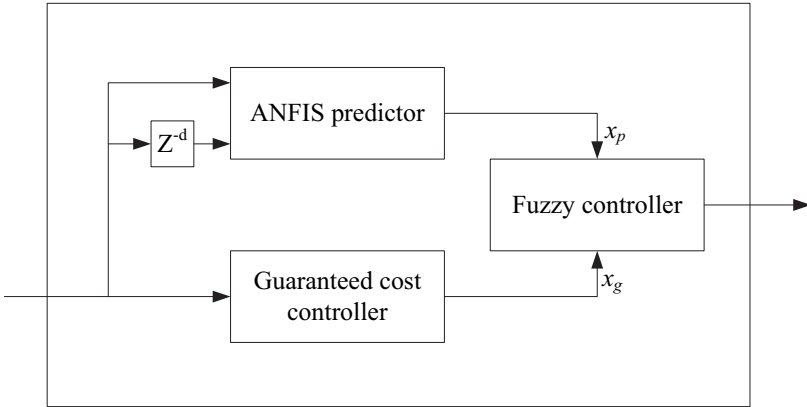 ANFIS predictor
Z^-d
x_p
Fuzzy controller
Guaranteed cost
controller
x_g